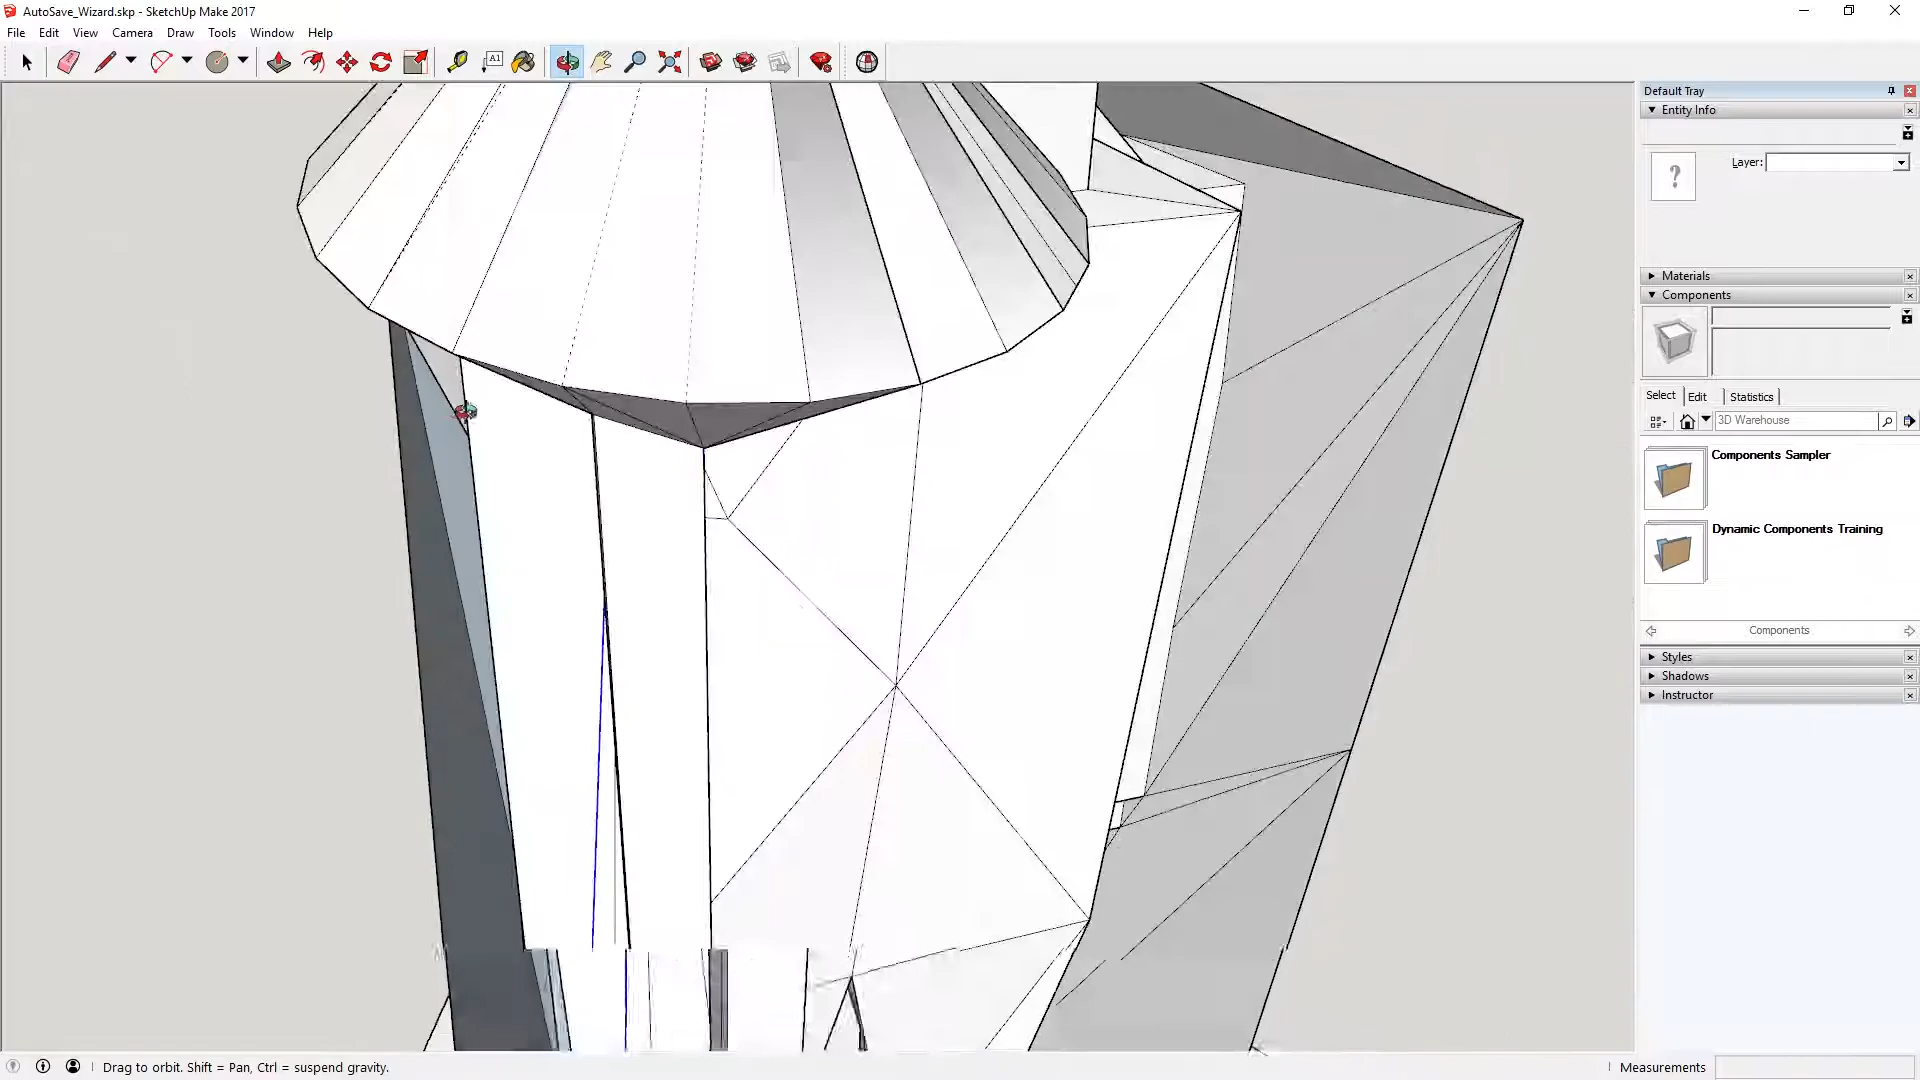 AutoSave_Wizard.skp - SketchUp Make 2017
File Edit View Camera Draw Tools Window Help
A1
Default Tray
Entity Info
Layer:
?
Materials
Components
Select Edit Statistics
3D Warehouse
Components Sampler
Dynamic Components Training
Components
Styles
Shadows
Instructor
Drag to orbit. Shift = Pan, Ctrl = suspend gravity.
Measurements